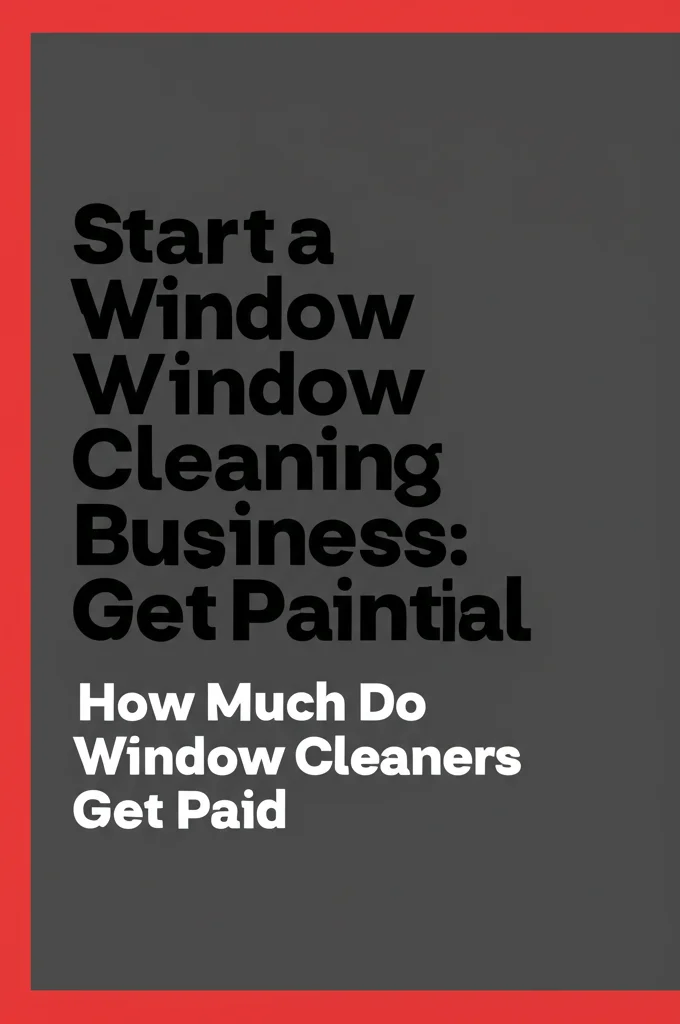 Start a
Window
Window
Cleaning
Business:
Get Paintial
How Much Do
Window Cleaners
Get Paid